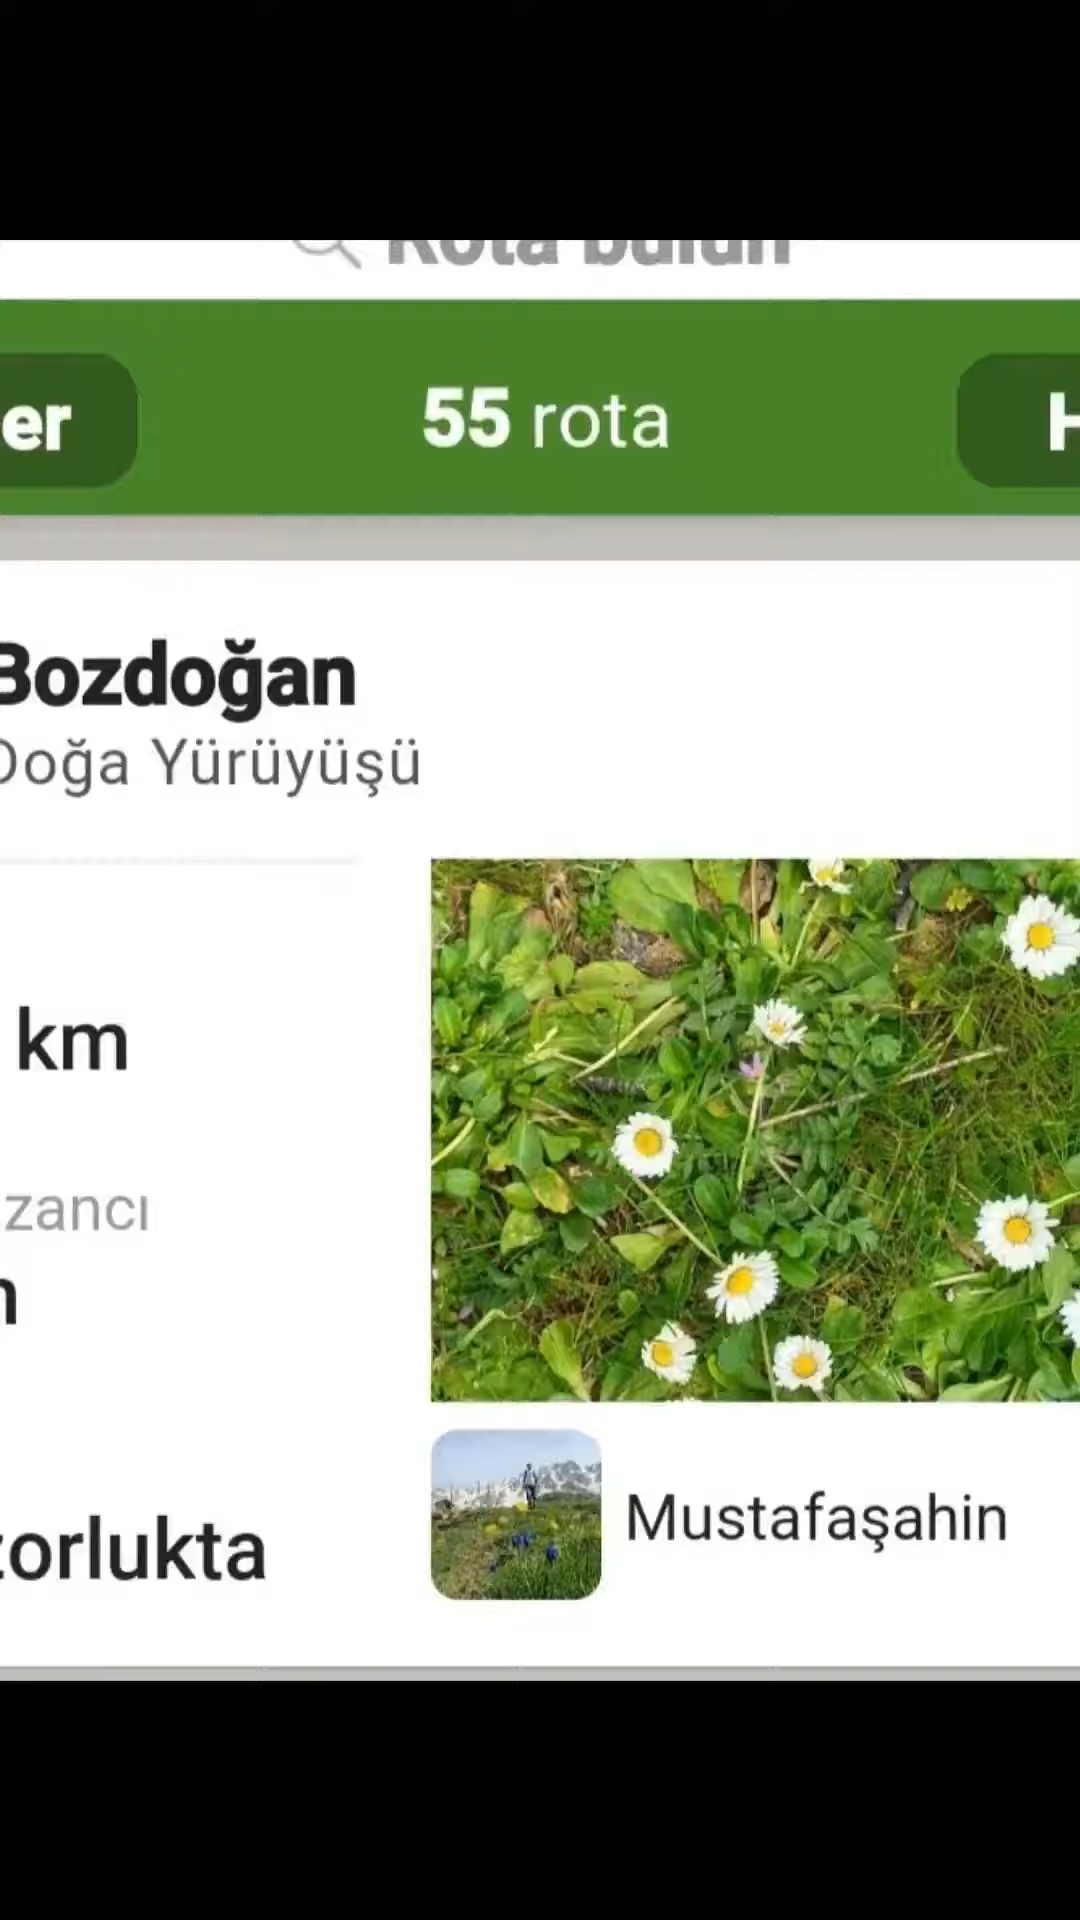 Rota bulun
er
55 rota
H
Bozdoğan
Doğa Yürüyüşü
km
zancı
zorlukta
Mustafaşahin